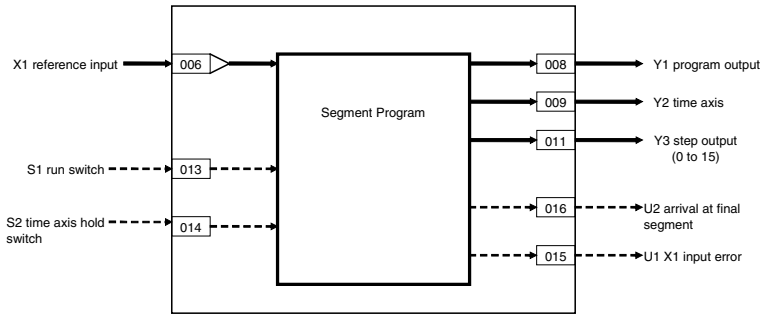 X1 reference input
006
008
Y1 program output
009
Y2 time axis
Segment Program
011
Y3 step output
(0 to 15)
S1 run switch
013
S2 time axis hold
switch
014
016
U2 arrival at final
segment
015
U1 X1 input error